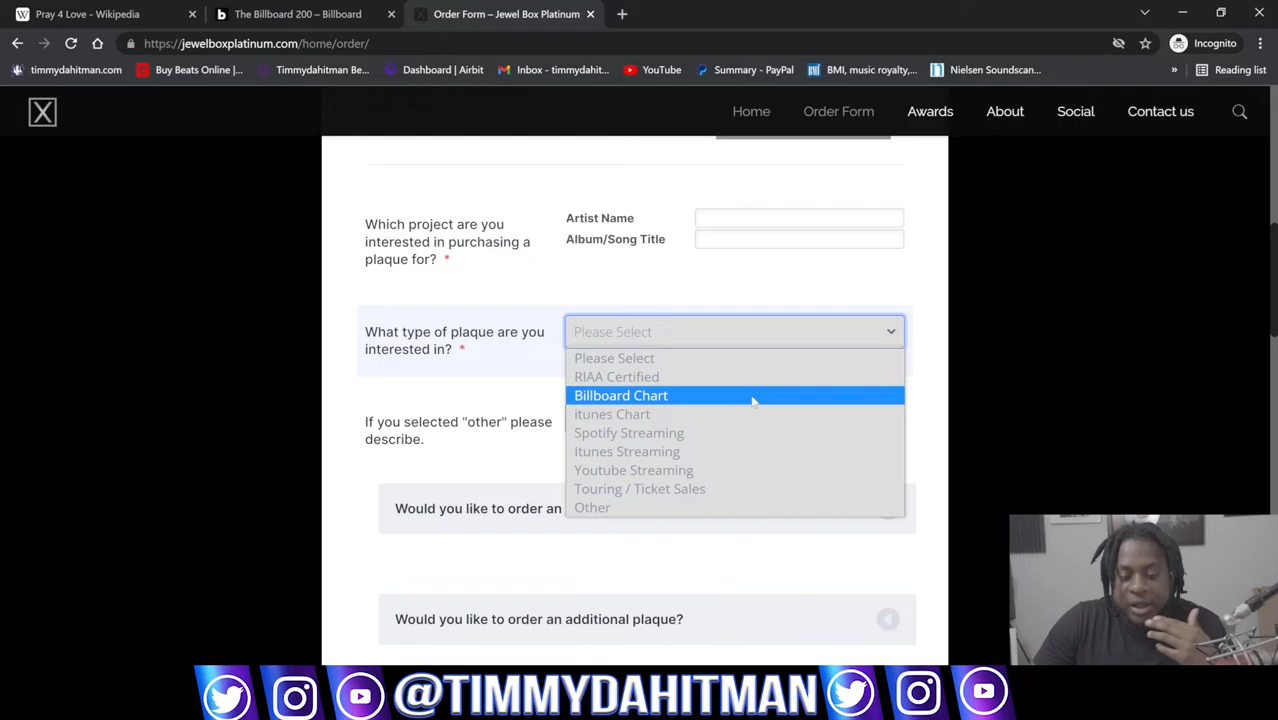 Pray 4 Love - Wikipedia
The Billboard 200 – Billboard
Order Form – Jewel Box Platinum
https://jewelboxplatinum.com/home/order/
Incognito
timmydahitman.com
Buy Beats Online |...
Timmydahitman Be...
Dashboard | Airbit
Inbox - timmydahit...
YouTube
Summary - PayPal
BMI, music royalty,...
Nielsen Soundscan...
»
Reading list
X
Home
Order Form
Awards
About
Social
Contact us
Which project are you
interested in purchasing a
plaque for? *
Artist Name
Album/Song Title
What type of plaque are you
interested in? *
Please Select
Please Select
RIAA Certified
Billboard Chart
itunes Chart
Spotify Streaming
Itunes Streaming
Youtube Streaming
Touring / Ticket Sales
Other
If you selected "other" please
describe.
Would you like to order an
Would you like to order an additional plaque?
@TIMMYDAHITMAN